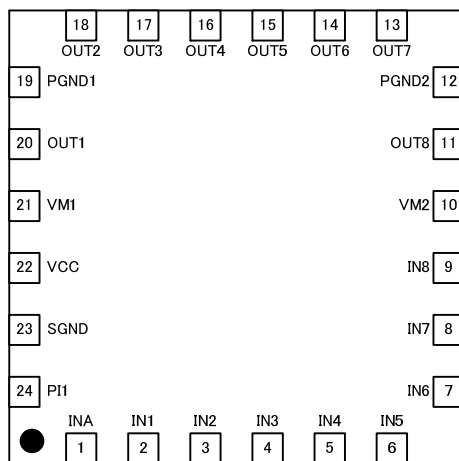 18 17 16 15 14 13
OUT2 OUT3 OUT4 OUT5 OUT6 OUT7
19 PGND1 PGND2 12
20 OUT1 OUT8 11
21 VM1 VM2 10
22 VCC IN8 9
23 SGND IN7 8
24 PI1 IN6 7
INA IN1 IN2 IN3 IN4 IN5
1 2 3 4 5 6